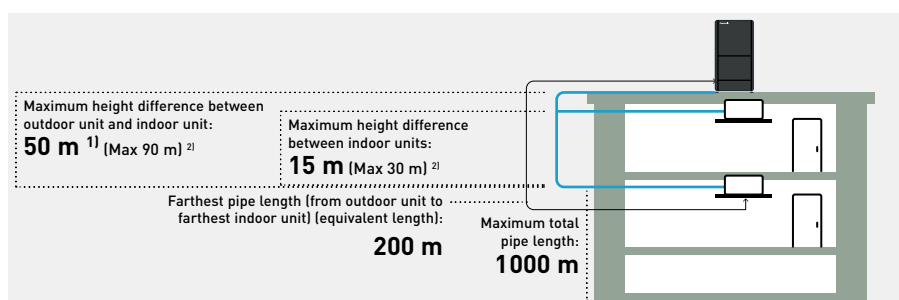 Maximum height difference between
outdoor unit and indoor unit:
50 m 1) (Max 90 m) 2)
Maximum height difference
between indoor units:
15 m (Max 30 m) 2)
Farthest pipe length (from outdoor unit to
farthest indoor unit) (equivalent length):
200 m
Maximum total
pipe length:
1000 m